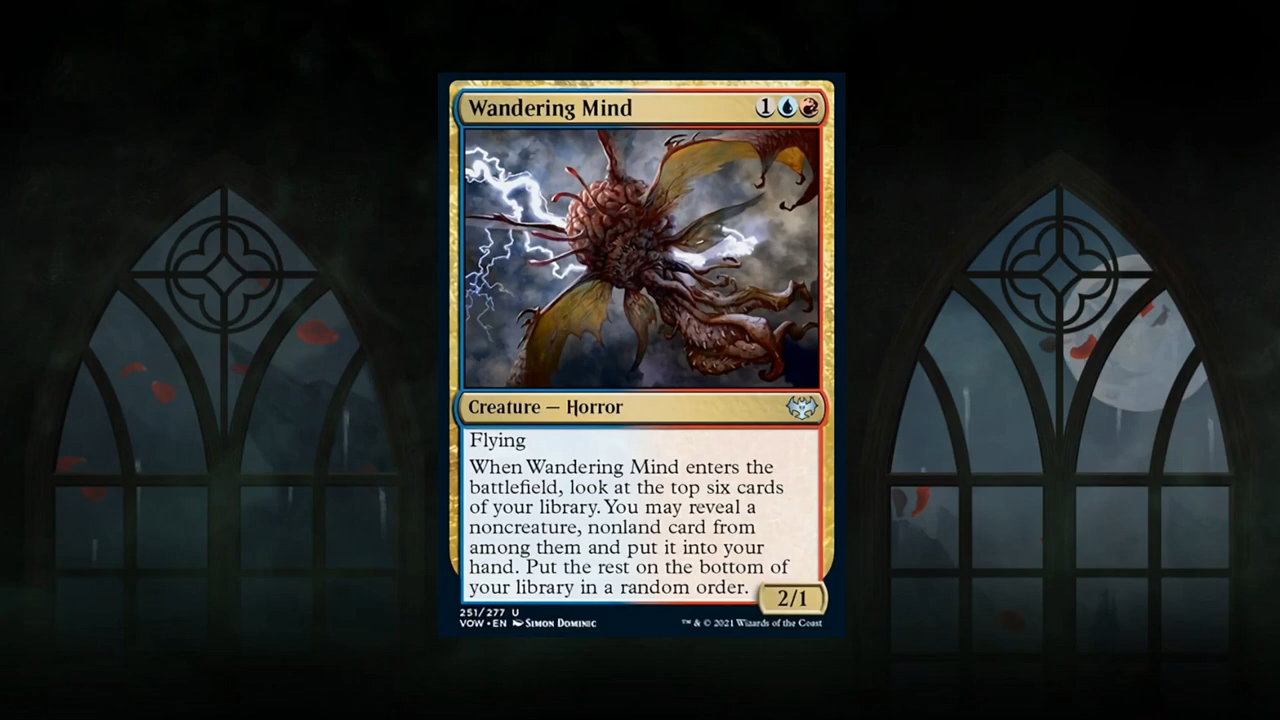 Wandering Mind 1
Creature — Horror
Flying
When Wandering Mind enters the
battlefield, look at the top six cards
of your library. You may reveal a
noncreature, nonland card from
among them and put it into your
hand. Put the rest on the bottom of
your library in a random order.
2/1
251/277 U
VOW • EN Simon Dominic
™ & © 2021 Wizards of the Coast